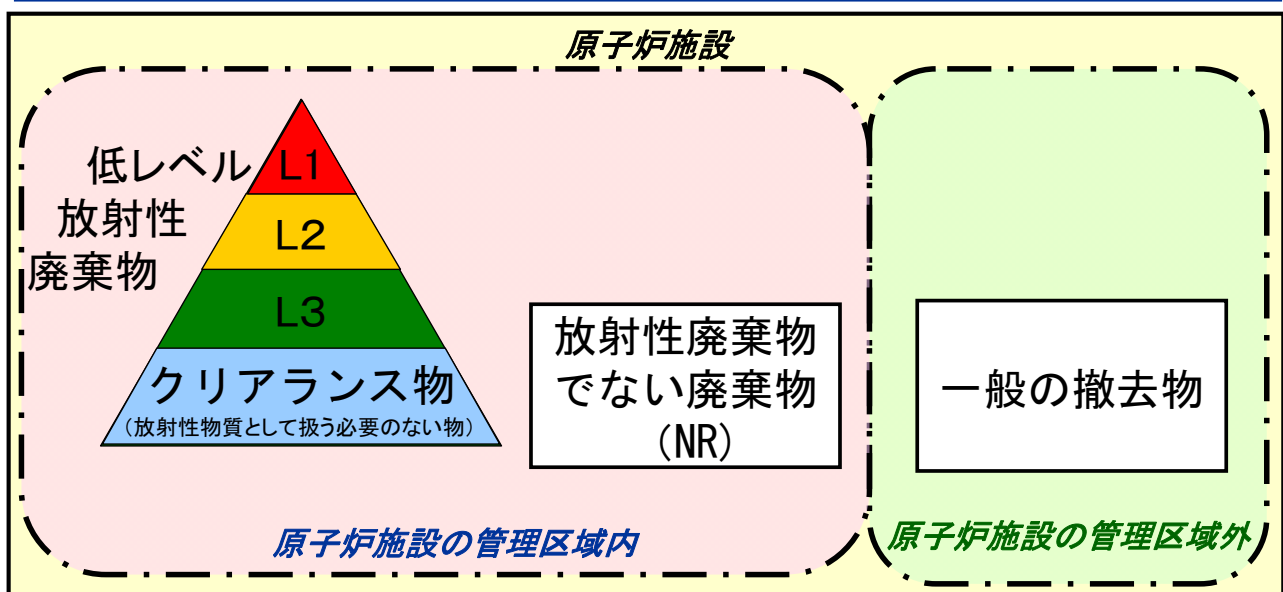 原子炉施設
低レベル
放射性
廃棄物
L1
L2
L3
クリアランス物
(放射性物質として扱う必要のない物)
放射性廃棄物
でない廃棄物
(NR)
原子炉施設の管理区域内
一般の撤去物
原子炉施設の管理区域外